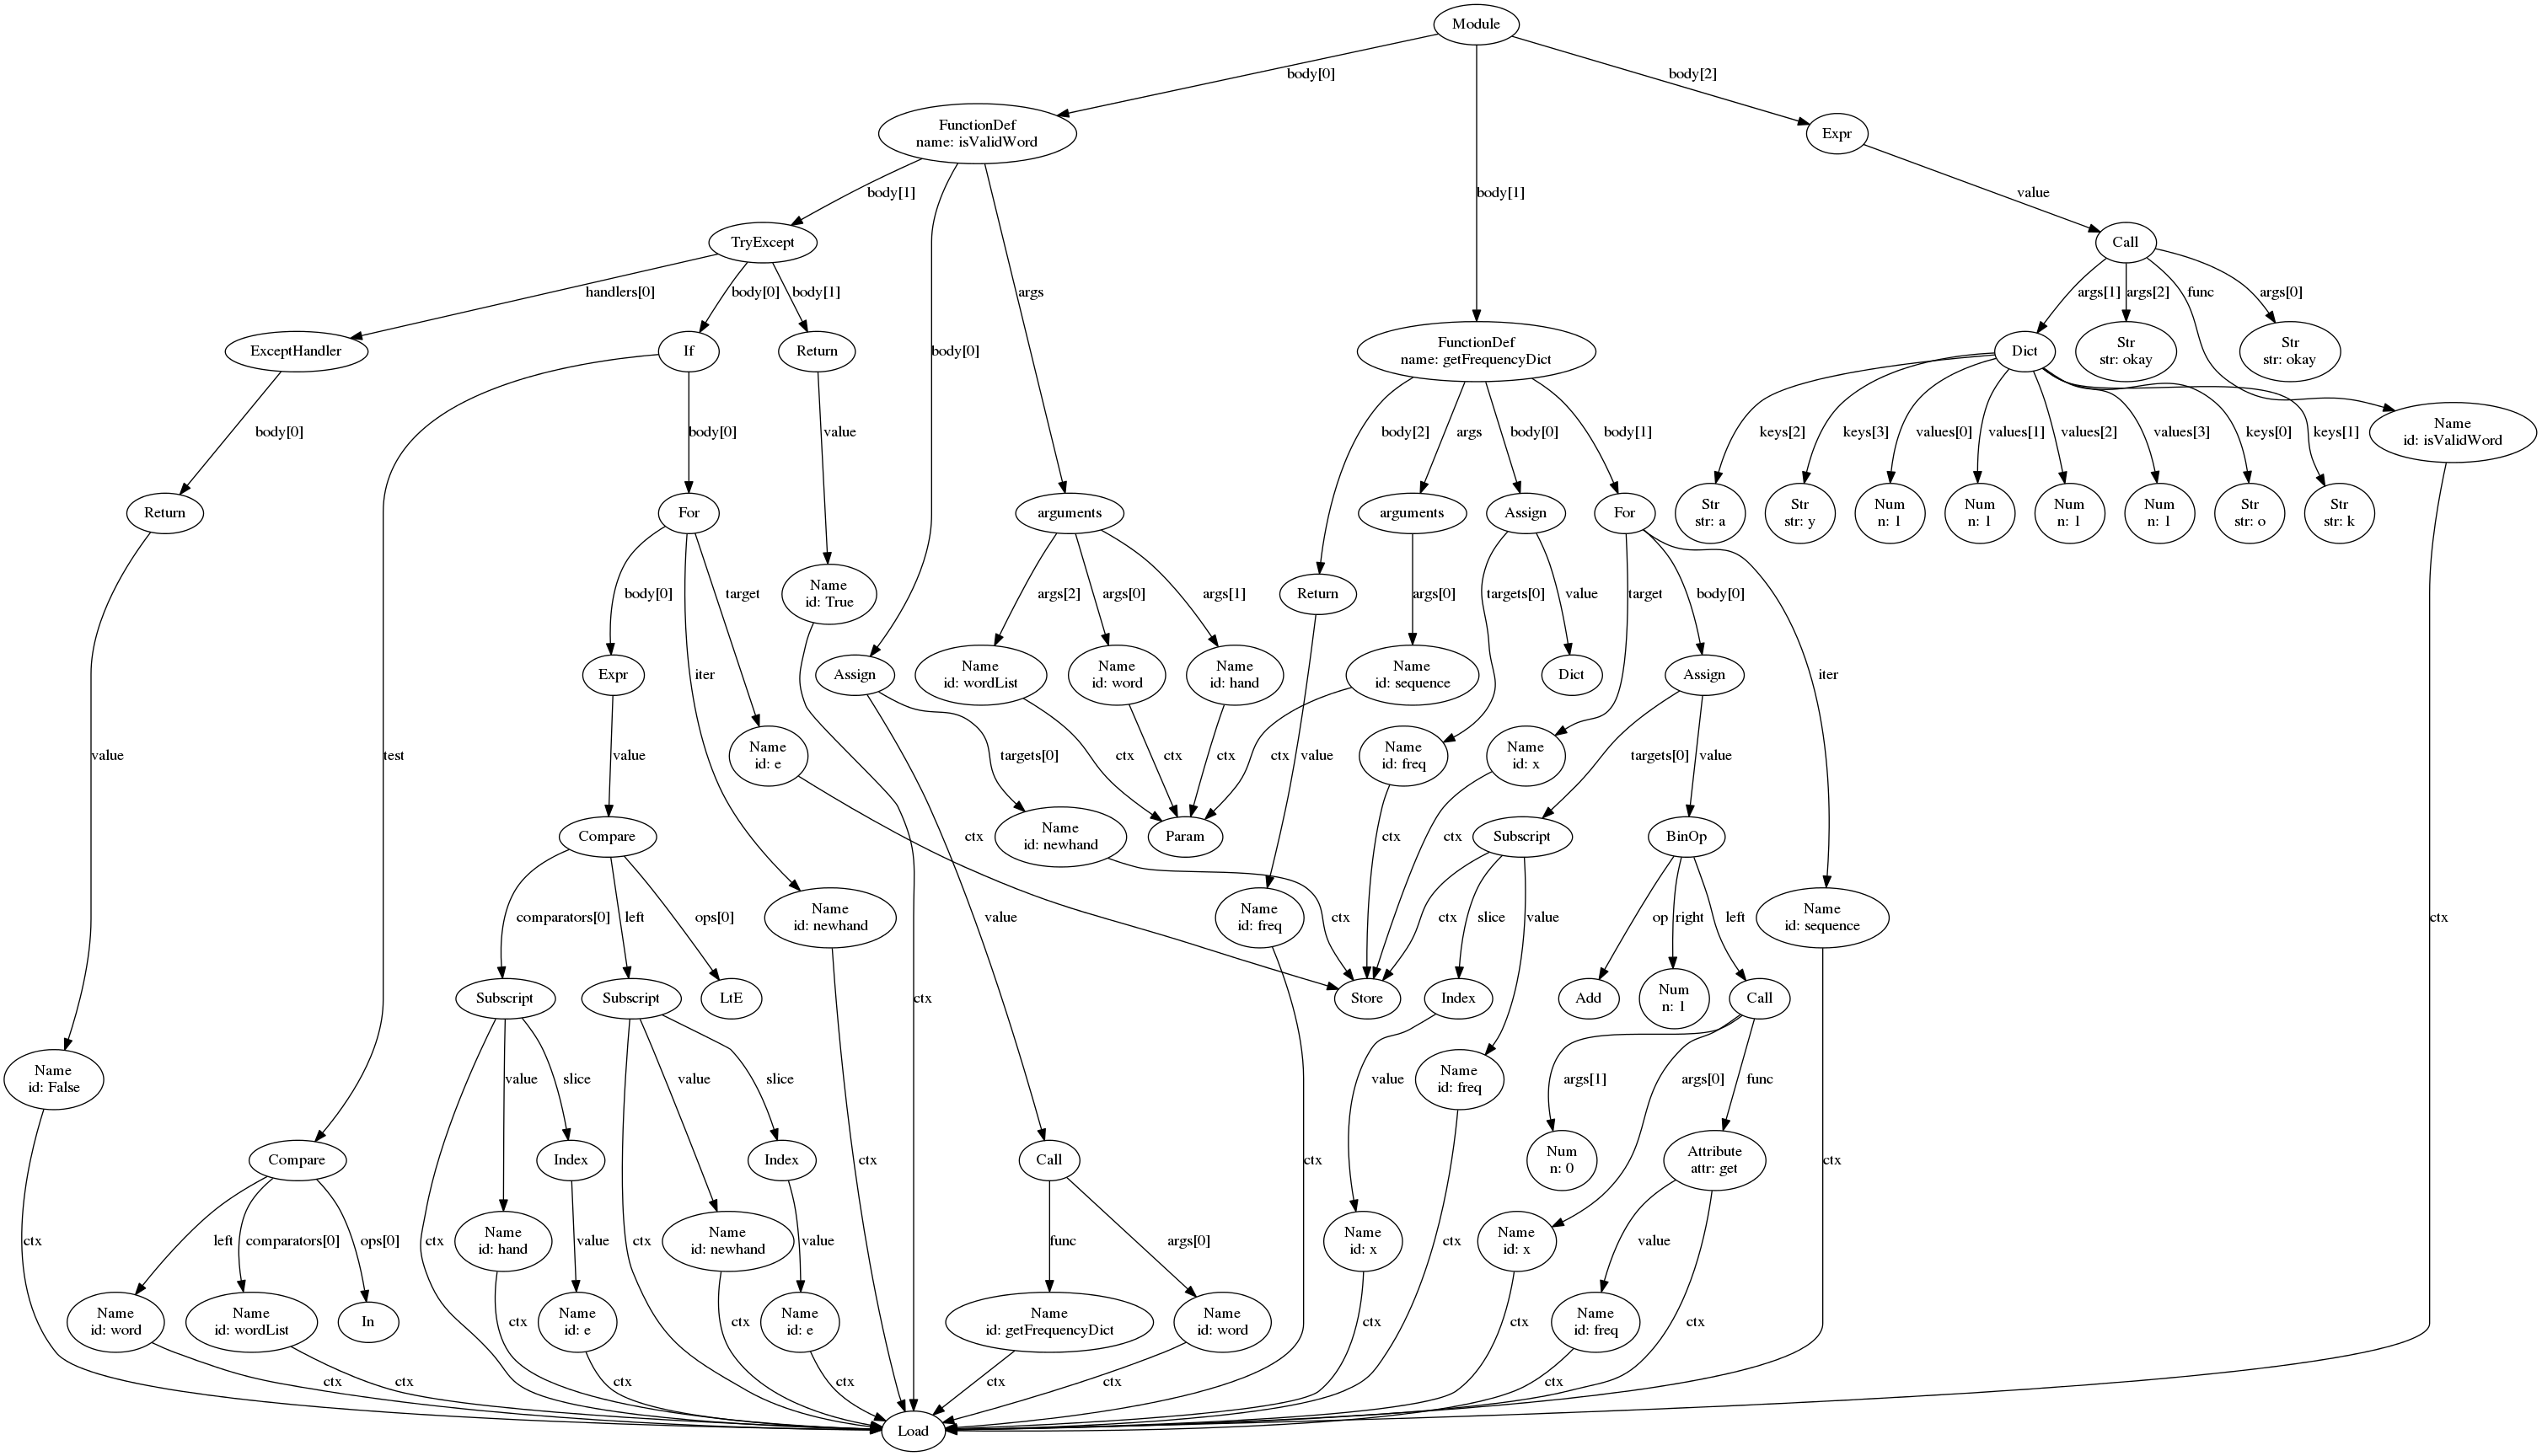 Module
body[0]
body[2]
FunctionDef
name: isValidWord
Expr
body[1]
body[1]
value
TryExcept
Call
handlers[0]
body[0]
body[1]
args
args[1]
args[2]
func
args[0]
ExceptHandler
If
Return
body[0]
FunctionDef
name: getFrequencyDict
Dict
Str
str: okay
Str
str: okay
body[0]
body[0]
value
body[2]
args
body[0]
body[1]
keys[2]
keys[3]
values[0]
values[1]
values[2]
values[3]
keys[0]
keys[1]
Name
id: isValidWord
Return
For
arguments
arguments
Assign
For
Str
str: a
Str
str: y
Num
n: 1
Num
n: 1
Num
n: 1
Num
n: 1
Str
str: o
Str
str: k
body[0]
target
Name
id: True
args[2]
args[0]
args[1]
Return
args[0]
targets[0]
value
target
body[0]
Expr
iter
Assign
Name
id: wordList
Name
id: word
Name
id: hand
Name
id: sequence
Dict
Assign
iter
value
test
value
Name
id: e
targets[0]
ctx
ctx
ctx
ctx
value
Name
id: freq
Name
id: x
targets[0]
value
Compare
ctx
Name
id: newhand
Param
ctx
ctx
Subscript
BinOp
comparators[0]
left
ops[0]
Name
id: newhand
value
Name
id: freq
ctx
ctx
slice
value
op
right
left
Name
id: sequence
ctx
Subscript
Subscript
LtE
ctx
Store
Index
Add
Num
n: 1
Call
Name
id: False
value
slice
value
slice
value
Name
id: freq
args[1]
args[0]
func
Compare
Index
Index
ctx
Call
ctx
Num
n: 0
Attribute
attr: get
ctx
ctx
left
comparators[0]
ops[0]
ctx
Name
id: hand
value
ctx
Name
id: newhand
value
func
args[0]
Name
id: x
ctx
Name
id: x
value
Name
id: word
Name
id: wordList
In
ctx
Name
id: e
ctx
Name
id: e
Name
id: getFrequencyDict
Name
id: word
ctx
ctx
Name
id: freq
ctx
ctx
ctx
ctx
ctx
ctx
ctx
ctx
Load